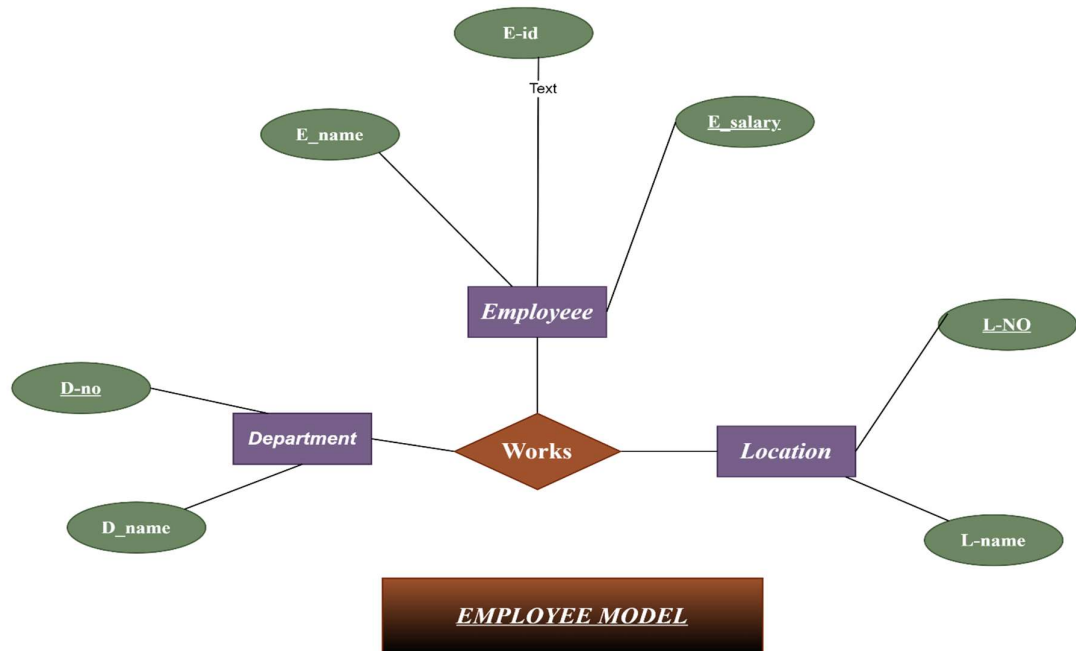 E-id
Text
E_name
E_salary
Employeee
L-NO
D-no
Department
Works
Location
D_name
L-name
EMPLOYEE MODEL